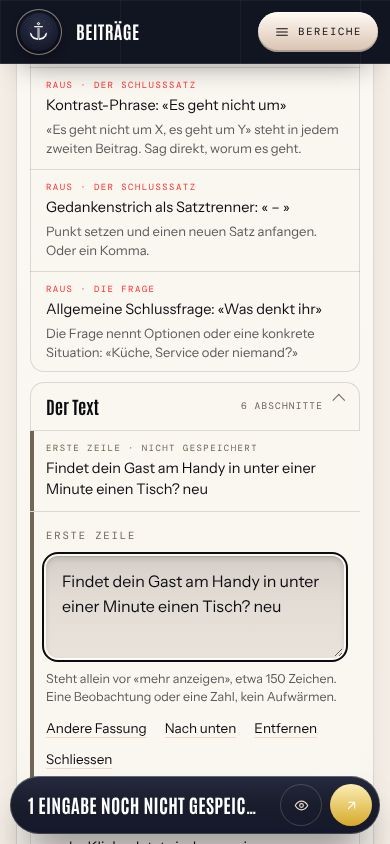 BEITRÄGE
BEREICHE
RAUS · DER SCHLUSSSATZ
Kontrast-Phrase: «Es geht nicht um»
«Es geht nicht um X, es geht um Y» steht in jedem
zweiten Beitrag. Sag direkt, worum es geht.
RAUS · DER SCHLUSSSATZ
Gedankenstrich als Satztrenner: « – »
Punkt setzen und einen neuen Satz anfangen.
Oder ein Komma.
RAUS · DIE FRAGE
Allgemeine Schlussfrage: «Was denkt ihr»
Die Frage nennt Optionen oder eine konkrete
Situation: «Küche, Service oder niemand?»
Der Text
6 ABSCHNITTE
ERSTE ZEILE · NICHT GESPEICHERT
Findet dein Gast am Handy in unter einer
Minute einen Tisch? neu
ERSTE ZEILE
Findet dein Gast am Handy in unter
einer Minute einen Tisch? neu
Steht allein vor «mehr anzeigen», etwa 150 Zeichen.
Eine Beobachtung oder eine Zahl, kein Aufwärmen.
Andere Fassung Nach unten Entfernen
Schliessen
1 EINGABE NOCH NICHT GESPEIC…